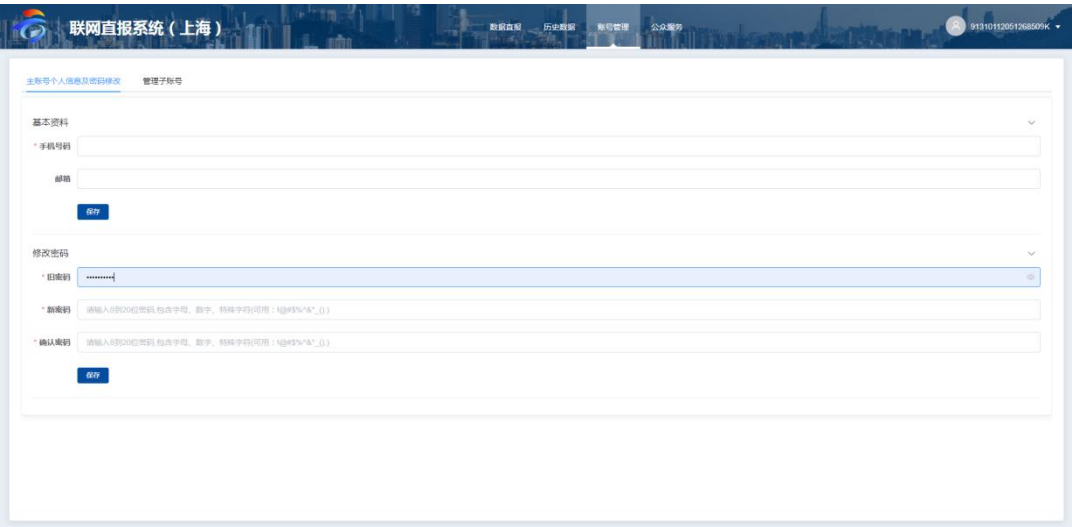 联网直报系统（上海）
数据直报 历史数据 账号管理 公众服务
91310112051268509K
主账号个人信息及密码修改 管理子账号
基本资料
* 手机号码
邮箱
保存
修改密码
* 旧密码 ••••••••••
* 新密码 请输入8到20位密码,包含字母、数字、特殊字符(可用：!@#$%^&*_().)
* 确认密码 请输入8到20位密码,包含字母、数字、特殊字符(可用：!@#$%^&*_().)
保存